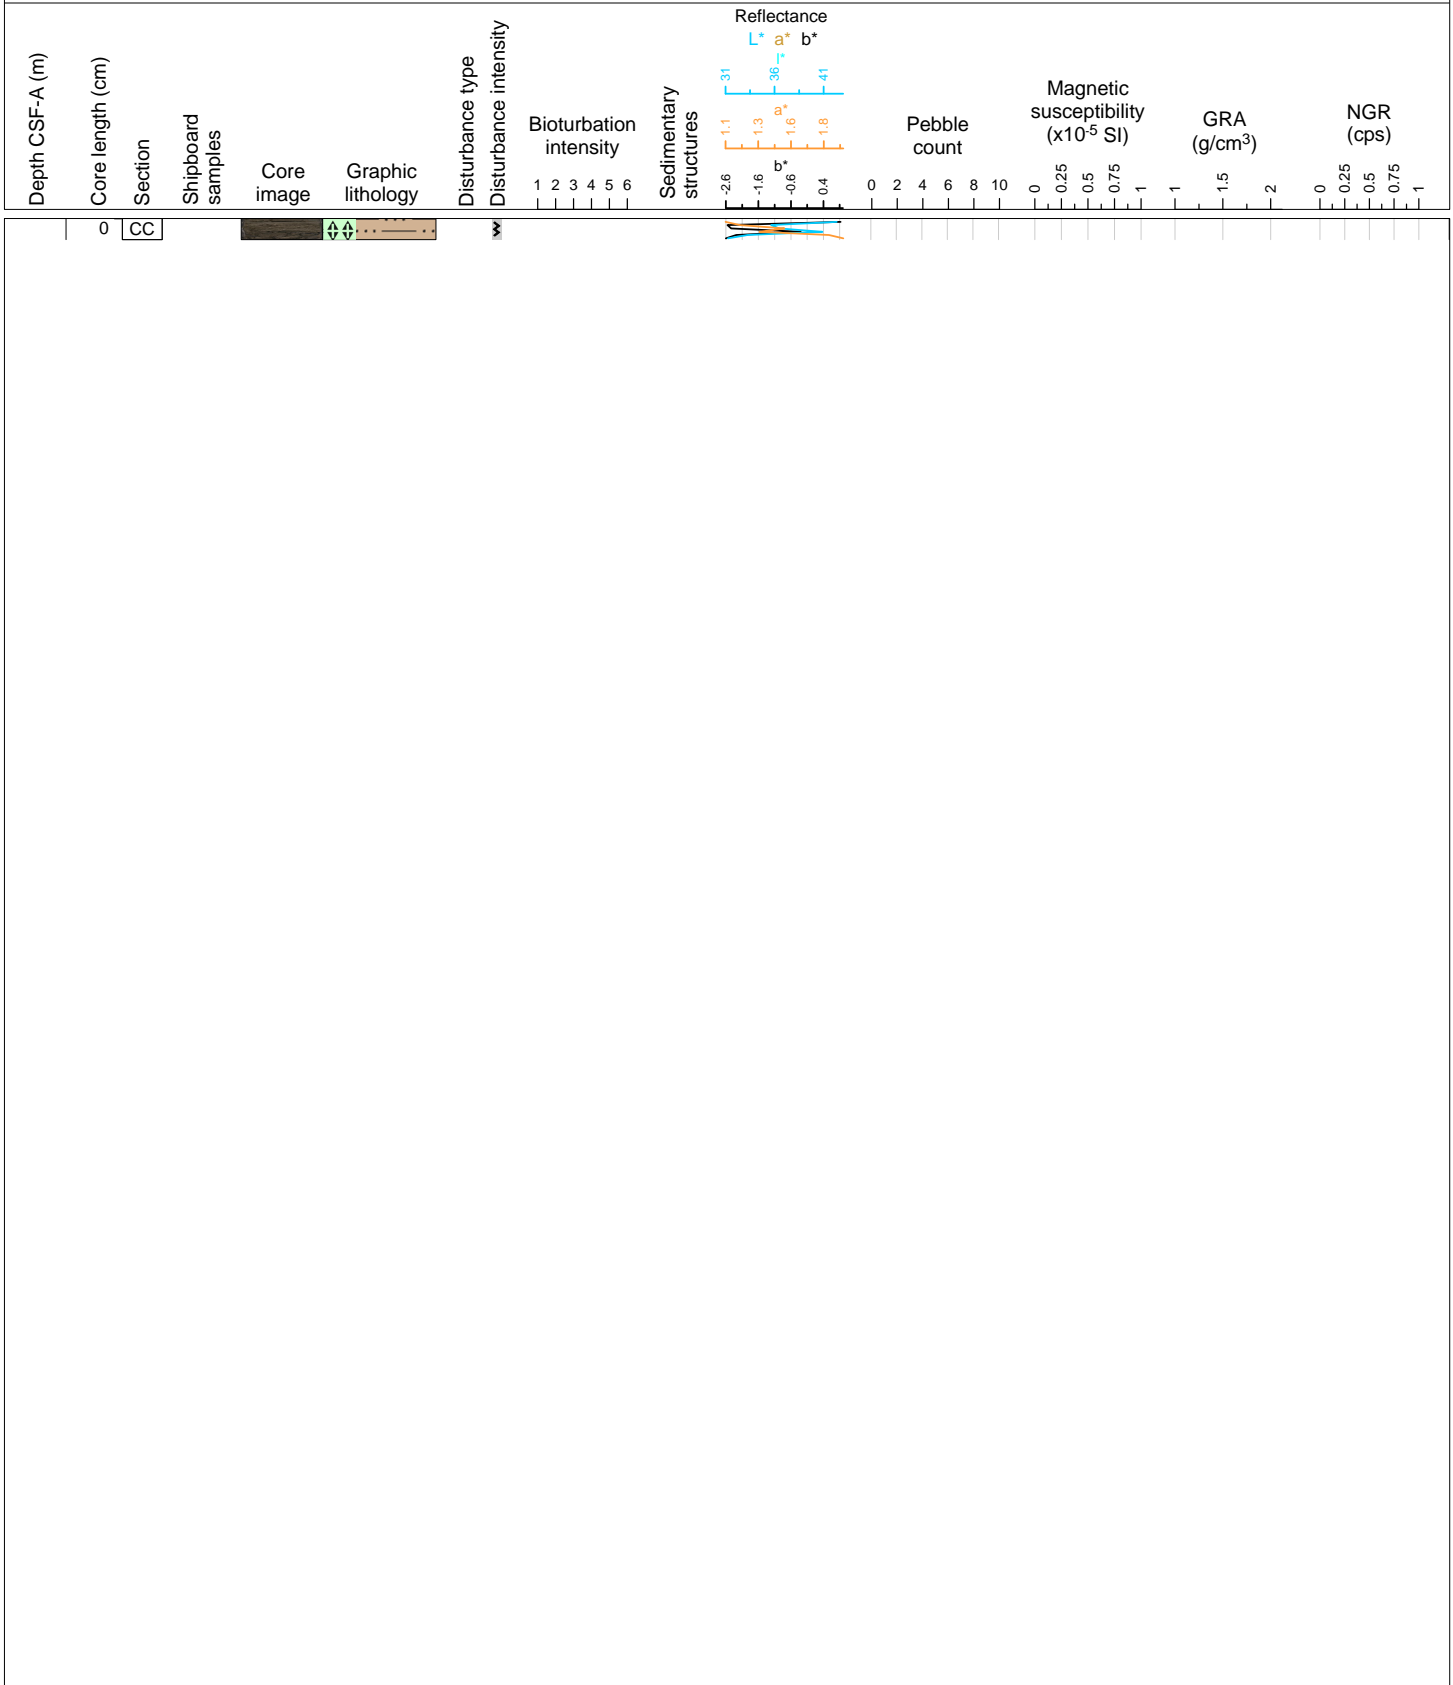 Depth CSF-A (m)
Core length (cm)
Section
Shipboard
samples
Core
image
Graphic
lithology
Disturbance type
Disturbance intensity
Bioturbation
intensity
1 2 3 4 5 6
Sedimentary
structures
Reflectance
L* a* b*
L*
31 36 41
a*
1.1 1.3 1.6 1.8
b*
-2.6 -1.6 -0.6 0.4
Pebble
count
0 2 4 6 8 10
Magnetic
susceptibility
(x10-5 SI)
0 0.25 0.5 0.75 1
GRA
(g/cm3)
1 1.5 2
NGR
(cps)
0 0.25 0.5 0.75 1
0 CC